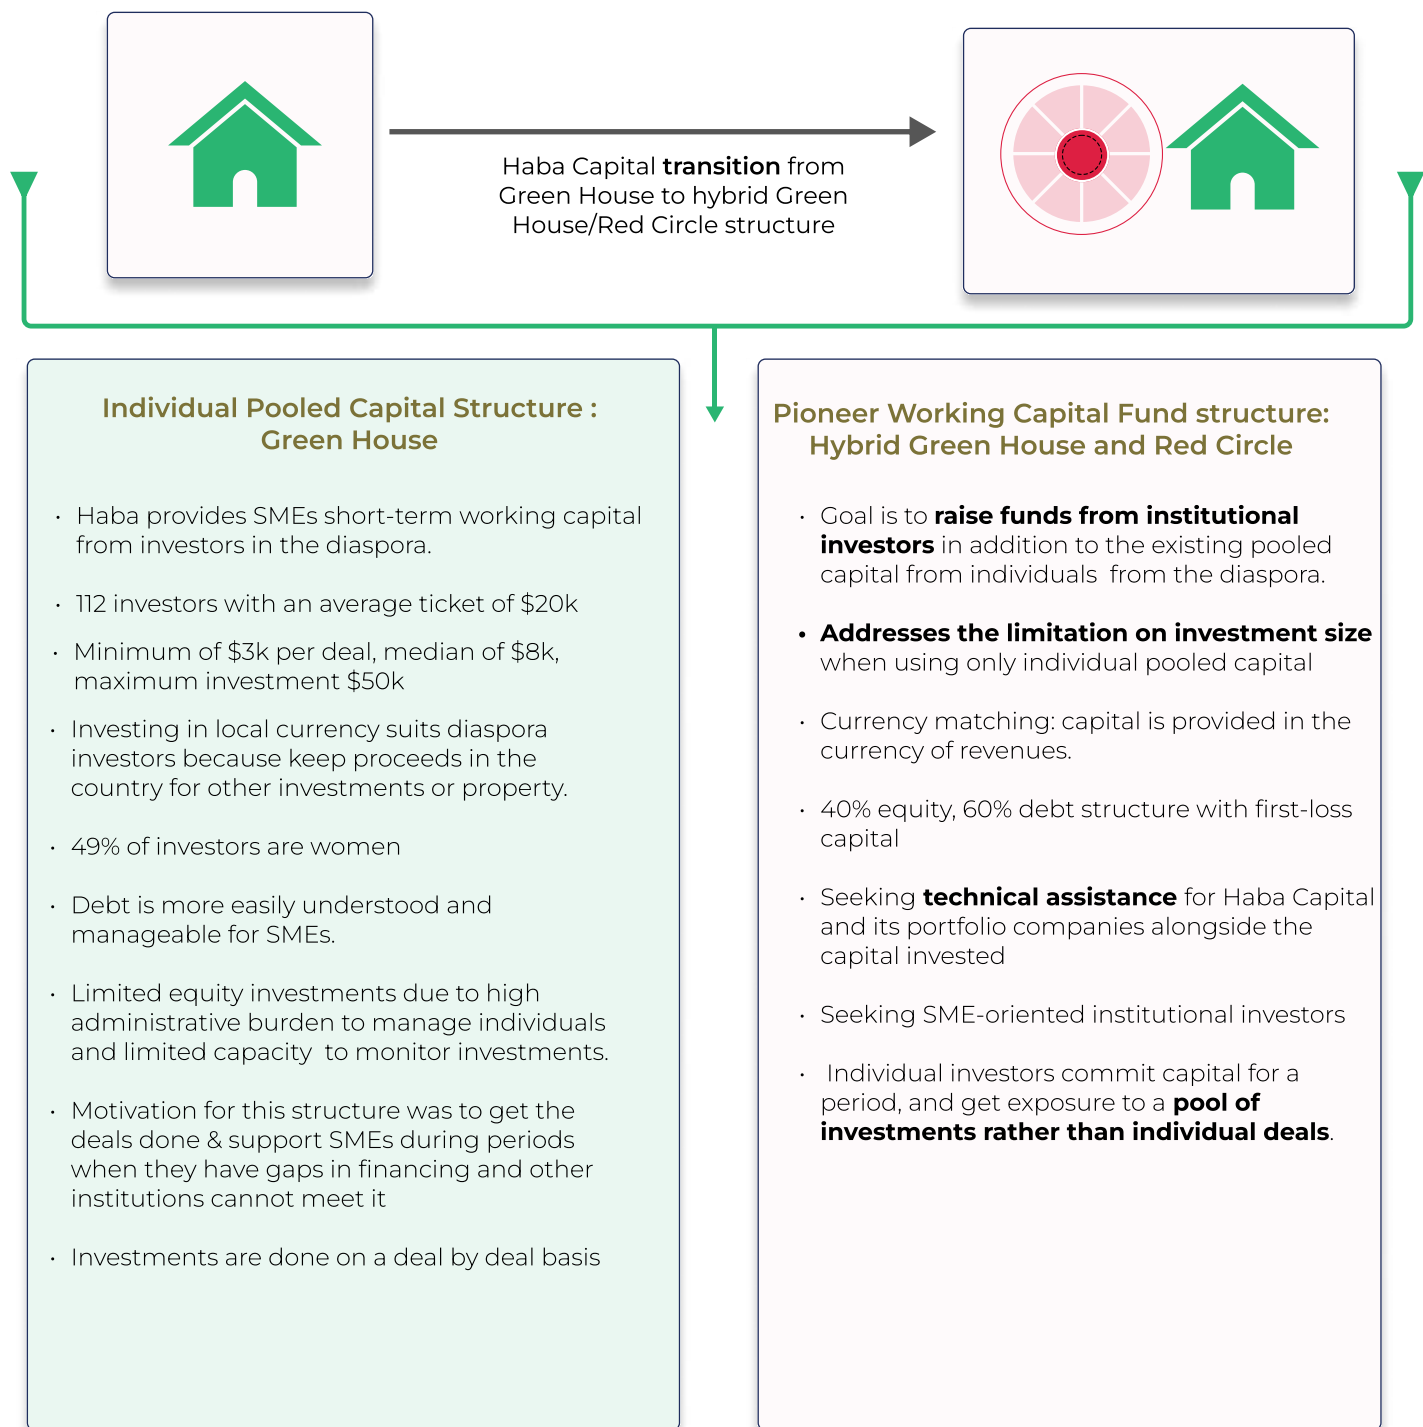 Haba Capital transition from
Green House to hybrid Green
House/Red Circle structure
Individual Pooled Capital Structure :
Green House
• Haba provides SMEs short-term working capital
from investors in the diaspora.
• 112 investors with an average ticket of $20k
• Minimum of $3k per deal, median of $8k,
maximum investment $50k
• Investing in local currency suits diaspora
investors because keep proceeds in the
country for other investments or property.
• 49% of investors are women
• Debt is more easily understood and
manageable for SMEs.
• Limited equity investments due to high
administrative burden to manage individuals
and limited capacity  to monitor investments.
• Motivation for this structure was to get the
deals done & support SMEs during periods
when they have gaps in financing and other
institutions cannot meet it
• Investments are done on a deal by deal basis
Pioneer Working Capital Fund structure:
Hybrid Green House and Red Circle
• Goal is to raise funds from institutional
investors in addition to the existing pooled
capital from individuals  from the diaspora.
• Addresses the limitation on investment size
when using only individual pooled capital
• Currency matching: capital is provided in the
currency of revenues.
• 40% equity, 60% debt structure with first-loss
capital
• Seeking technical assistance for Haba Capital
and its portfolio companies alongside the
capital invested
• Seeking SME-oriented institutional investors
• Individual investors commit capital for a
period, and get exposure to a pool of
investments rather than individual deals.